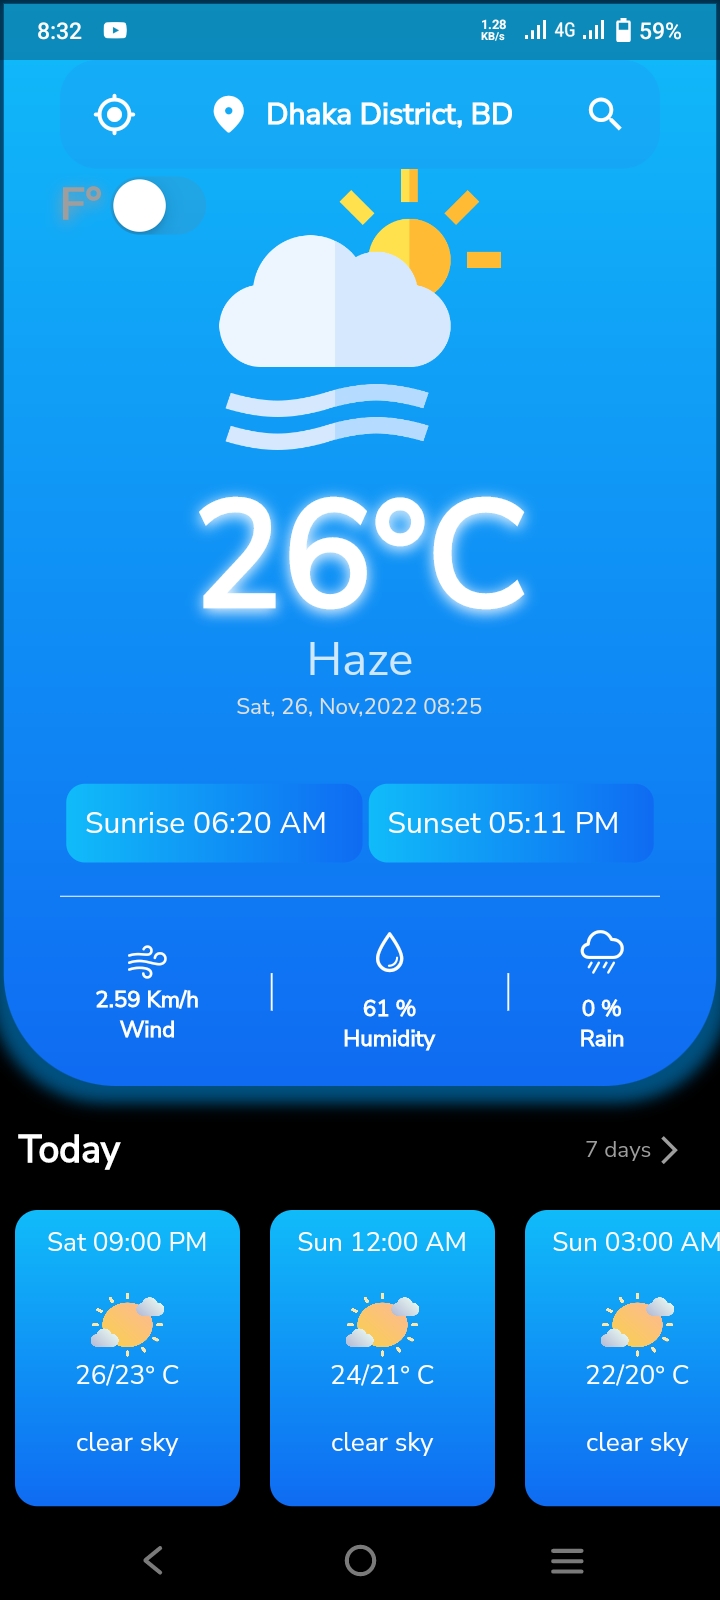 8:32
1.28
KB/s
4G
59%
Dhaka District, BD
F°
26°C
Haze
Sat, 26, Nov,2022 08:25
Sunrise 06:20 AM
Sunset 05:11 PM
2.59 Km/h
Wind
61 %
Humidity
0 %
Rain
Today
7 days
Sat 09:00 PM
26/23° C
clear sky
Sun 12:00 AM
24/21° C
clear sky
Sun 03:00 AM
22/20° C
clear sky